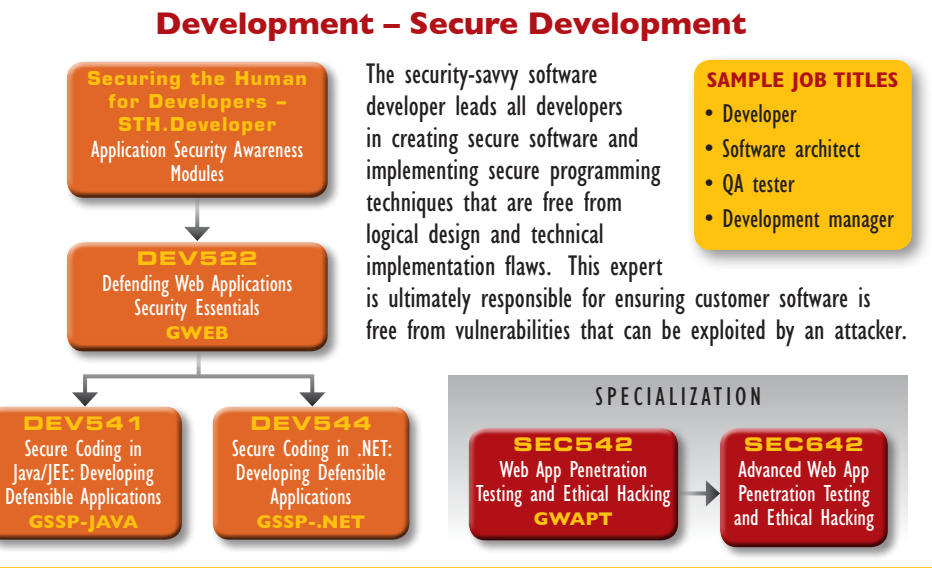 Development – Secure Development
Securing the Human
for Developers –
STH.Developer
Application Security Awareness
Modules
DEV522
Defending Web Applications
Security Essentials
GWEB
DEV541
Secure Coding in
Java/JEE: Developing
Defensible Applications
GSSP-JAVA
DEV544
Secure Coding in .NET:
Developing Defensible
Applications
GSSP-.NET
The security-savvy software
developer leads all developers
in creating secure software and
implementing secure programming
techniques that are free from
logical design and technical
implementation flaws. This expert
is ultimately responsible for ensuring customer software is
free from vulnerabilities that can be exploited by an attacker.
SAMPLE JOB TITLES
• Developer
• Software architect
• QA tester
• Development manager
SPECIALIZATION
SEC542
Web App Penetration
Testing and Ethical Hacking
GWAPT
SEC642
Advanced Web App
Penetration Testing
and Ethical Hacking